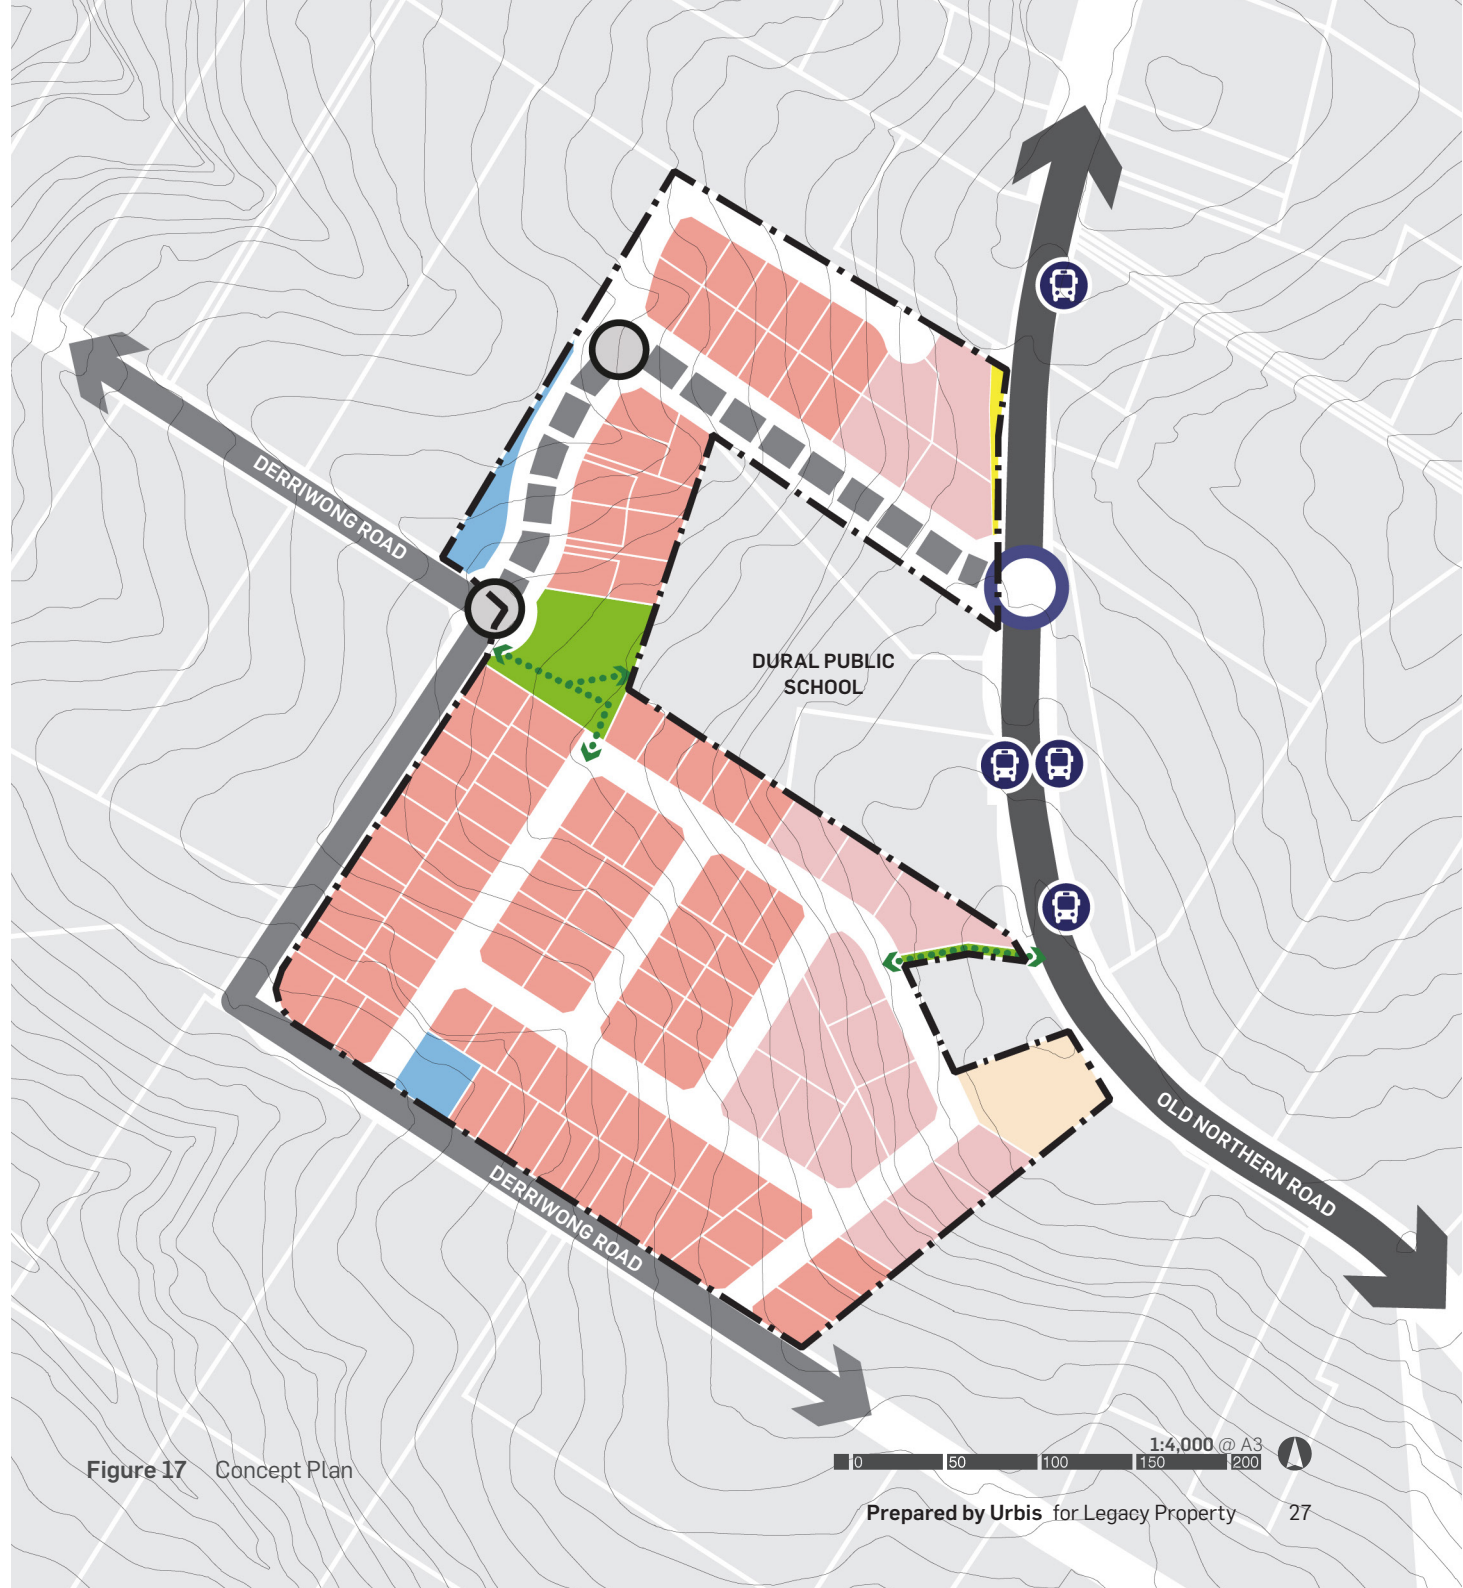 DERRIWONG ROAD
DURAL PUBLIC
SCHOOL
OLD NORTHERN ROAD
DERRIWONG ROAD
1:4,000 @ A3
0 50 100 150 200
Figure 17 Concept Plan
Prepared by Urbis for Legacy Property 27